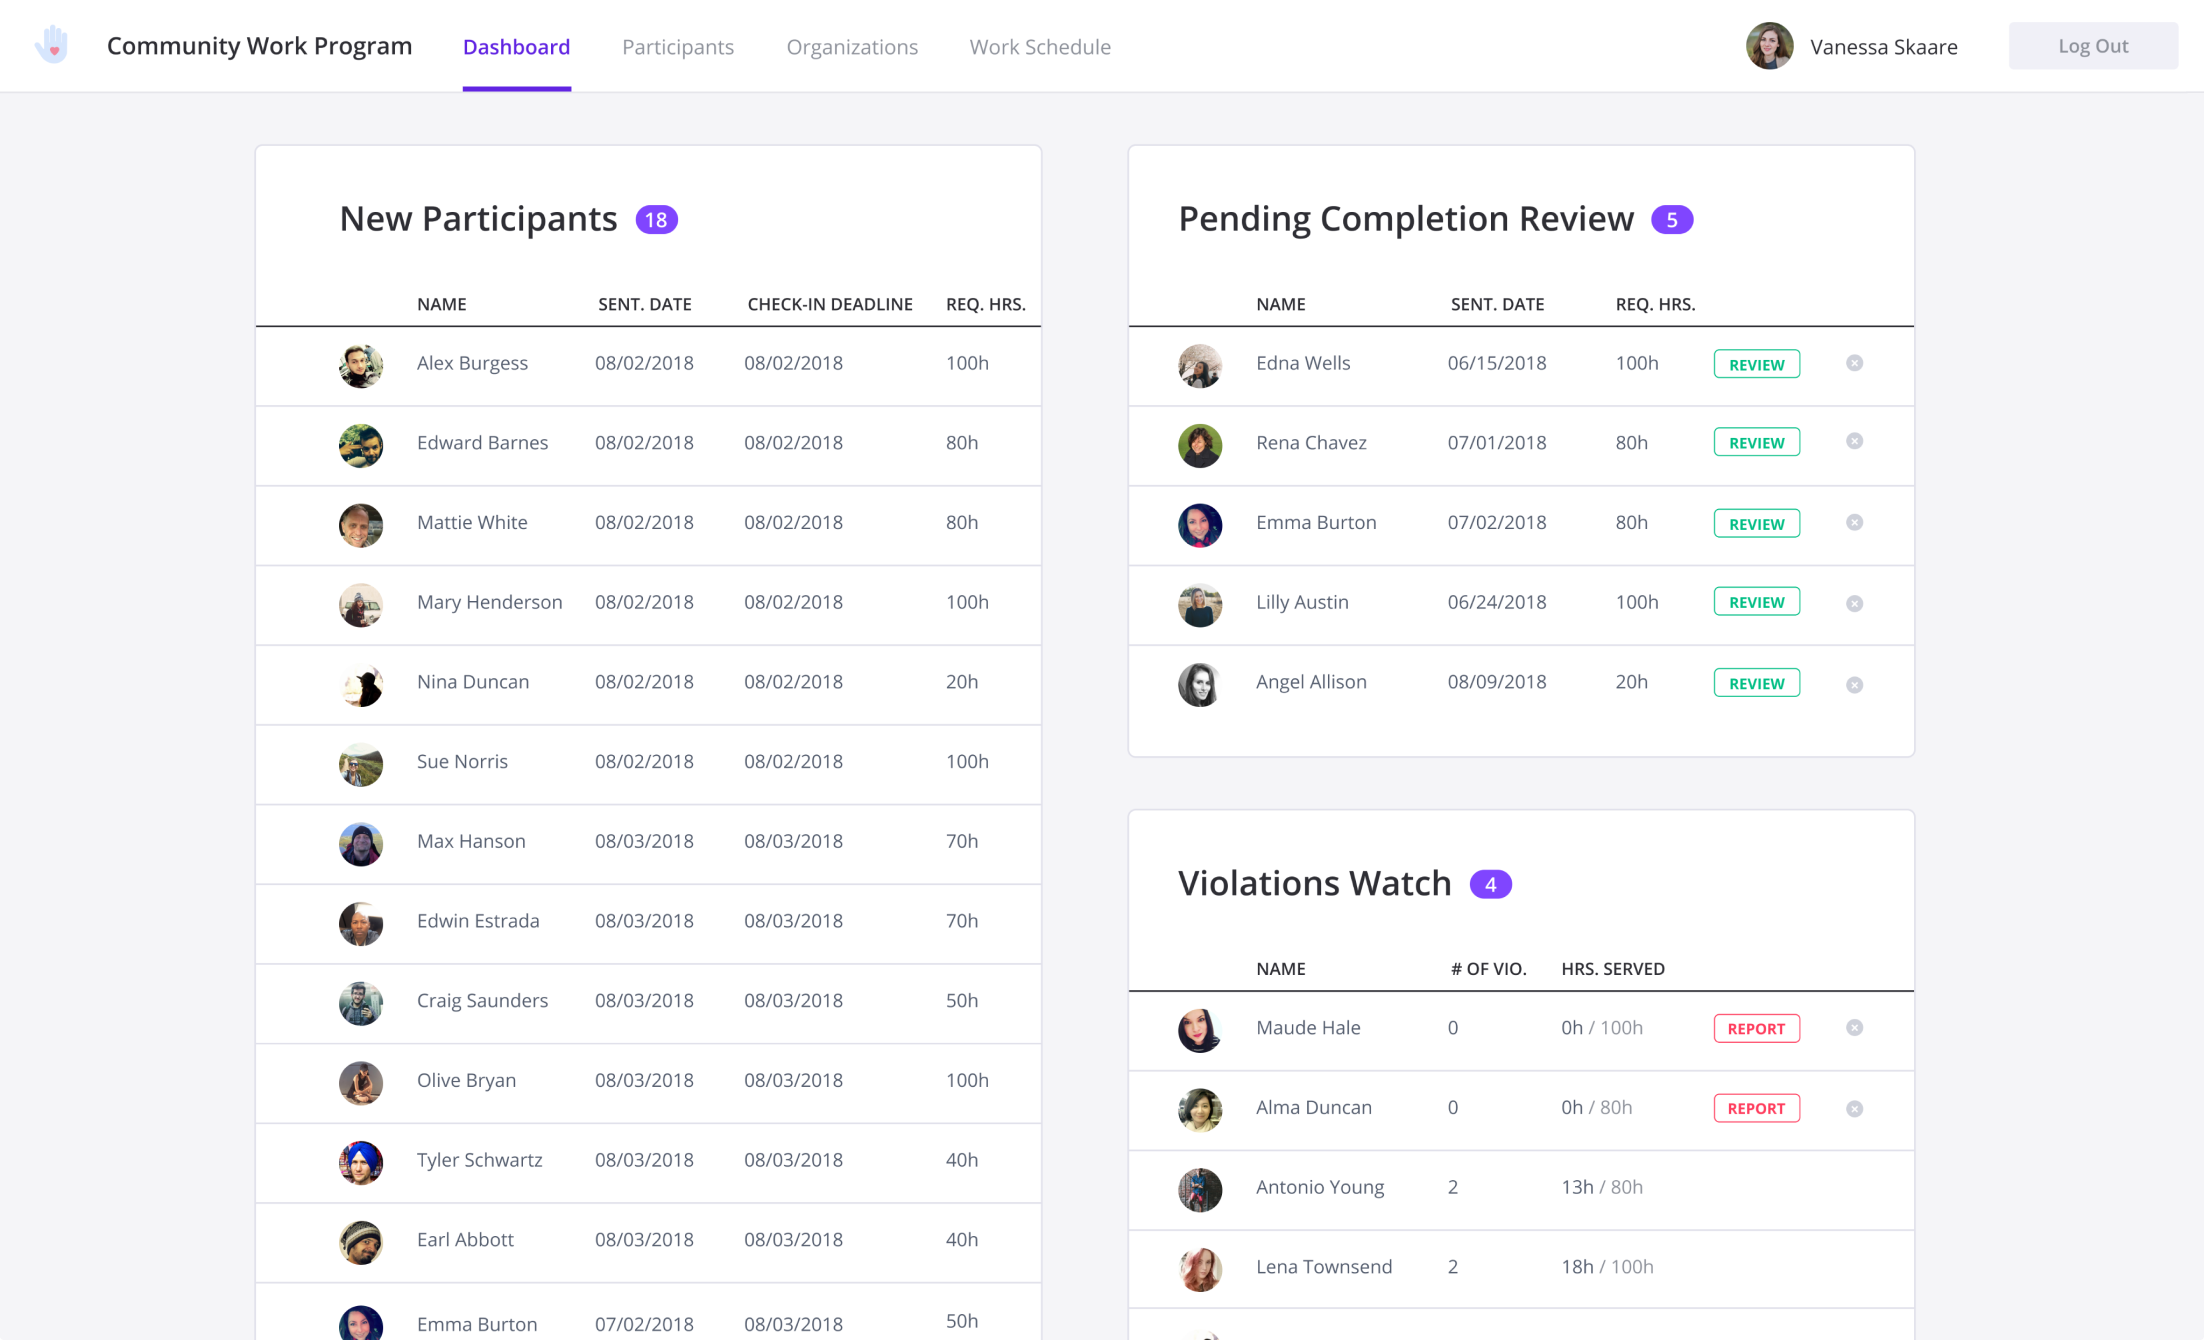 Community Work Program Dashboard Participants Organizations Work Schedule Vanessa Skaare Log Out
New Participants 18
NAME SENT. DATE CHECK-IN DEADLINE REQ. HRS.
Alex Burgess 08/02/2018 08/02/2018 100h
Edward Barnes 08/02/2018 08/02/2018 80h
Mattie White 08/02/2018 08/02/2018 80h
Mary Henderson 08/02/2018 08/02/2018 100h
Nina Duncan 08/02/2018 08/02/2018 20h
Sue Norris 08/02/2018 08/02/2018 100h
Max Hanson 08/03/2018 08/03/2018 70h
Edwin Estrada 08/03/2018 08/03/2018 70h
Craig Saunders 08/03/2018 08/03/2018 50h
Olive Bryan 08/03/2018 08/03/2018 100h
Tyler Schwartz 08/03/2018 08/03/2018 40h
Earl Abbott 08/03/2018 08/03/2018 40h
Emma Burton 07/02/2018 08/03/2018 50h
Pending Completion Review 5
NAME SENT. DATE REQ. HRS.
Edna Wells 06/15/2018 100h REVIEW
Rena Chavez 07/01/2018 80h REVIEW
Emma Burton 07/02/2018 80h REVIEW
Lilly Austin 06/24/2018 100h REVIEW
Angel Allison 08/09/2018 20h REVIEW
Violations Watch 4
NAME # OF VIO. HRS. SERVED
Maude Hale 0 0h / 100h REPORT
Alma Duncan 0 0h / 80h REPORT
Antonio Young 2 13h / 80h
Lena Townsend 2 18h / 100h